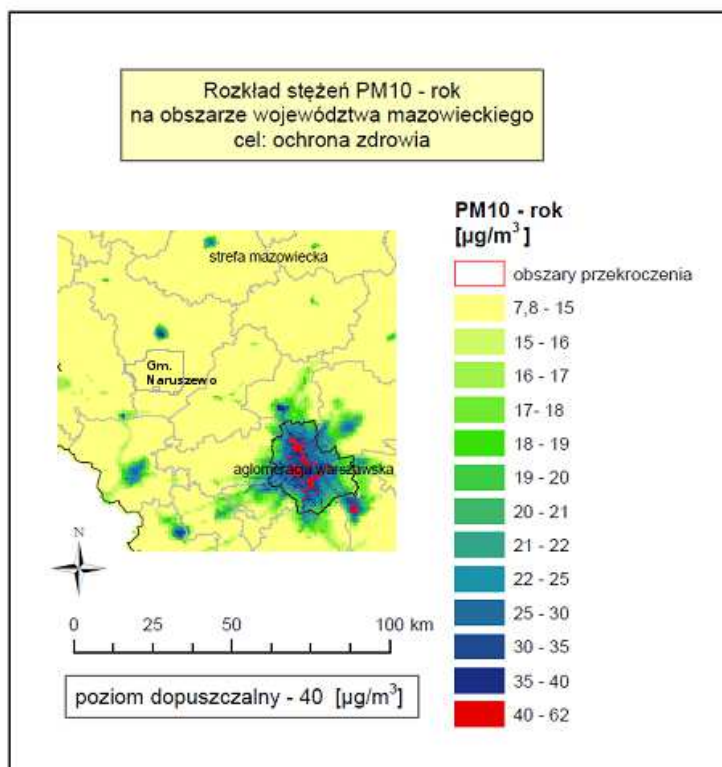 Rozkład stężeń PM10 - rok
na obszarze województwa mazowieckiego
cel: ochrona zdrowia
PM10 - rok
[µg/m³]
strefa mazowiecka
obszary przekroczenia
7,8 - 15
15 - 16
Gm.
Naruszewo
16 - 17
17- 18
18 - 19
aglomeracja warszawska
19 - 20
20 - 21
21 - 22
N
22 - 25
25 - 30
0 25 50 100 km
30 - 35
35 - 40
poziom dopuszczalny - 40 [µg/m³]
40 - 62